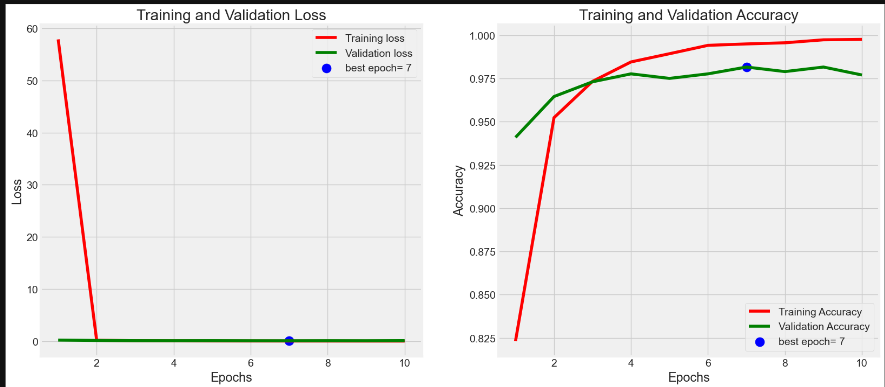 Training and Validation Loss
60
50
40
30
20
10
0
Loss
2
4
6
8
10
Epochs
Training loss
Validation loss
best epoch= 7
Training and Validation Accuracy
1.000
0.975
0.950
0.925
0.900
0.875
0.850
0.825
Accuracy
2
4
6
8
10
Epochs
Training Accuracy
Validation Accuracy
best epoch= 7